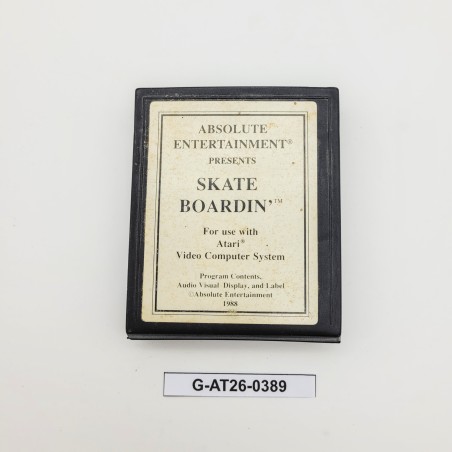 ABSOLUTE
ENTERTAINMENT®
PRESENTS
SKATE
BOARDIN'™
For use with
Atari®
Video Computer System
Program Contents,
Audio Visual Display, and Label
©Absolute Entertainment
1988
G-AT26-0389